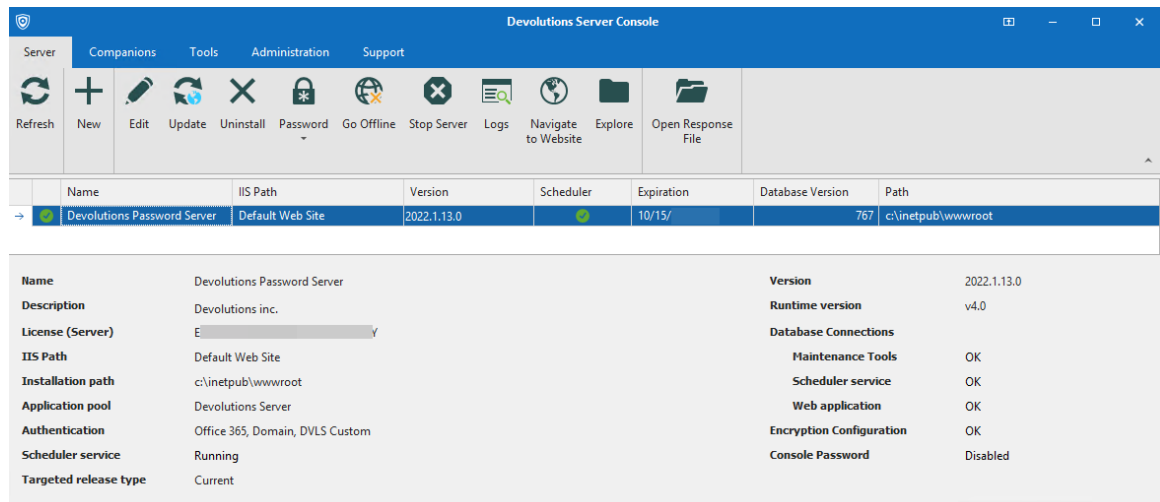 Devolutions Server Console
Server Companions Tools Administration Support
Refresh New Edit Update Uninstall Password Go Offline Stop Server Logs Navigate to Website Explore Open Response File
Name IIS Path Version Scheduler Expiration Database Version Path
Devolutions Password Server Default Web Site 2022.1.13.0 10/15/ 767 c:\inetpub\wwwroot
Name Devolutions Password Server Version 2022.1.13.0
Description Devolutions inc. Runtime version v4.0
License (Server) E Y Database Connections
IIS Path Default Web Site Maintenance Tools OK
Installation path c:\inetpub\wwwroot Scheduler service OK
Application pool Devolutions Server Web application OK
Authentication Office 365, Domain, DVLS Custom Encryption Configuration OK
Scheduler service Running Console Password Disabled
Targeted release type Current